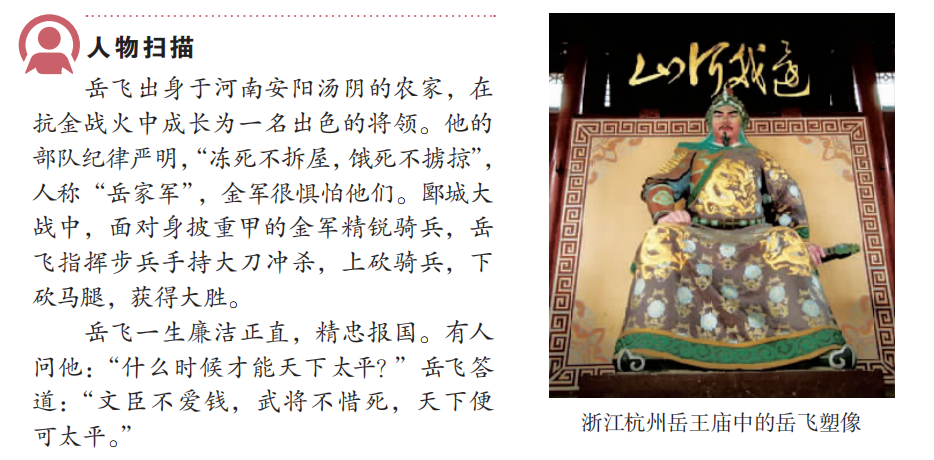 人物扫描
岳飞出身于河南安阳汤阴的农家，在
抗金战火中成长为一名出色的将领。他的
部队纪律严明，“冻死不拆屋，饿死不掳掠”，
人称“岳家军”，金军很惧怕他们。郾城大
战中，面对身披重甲的金军精锐骑兵，岳
飞指挥步兵手持大刀冲杀，上砍骑兵，下
砍马腿，获得大胜。
岳飞一生廉洁正直，精忠报国。有人
问他：“什么时候才能天下太平？”岳飞答
道：“文臣不爱钱，武将不惜死，天下便
可太平。”
还我河山
浙江杭州岳王庙中的岳飞塑像